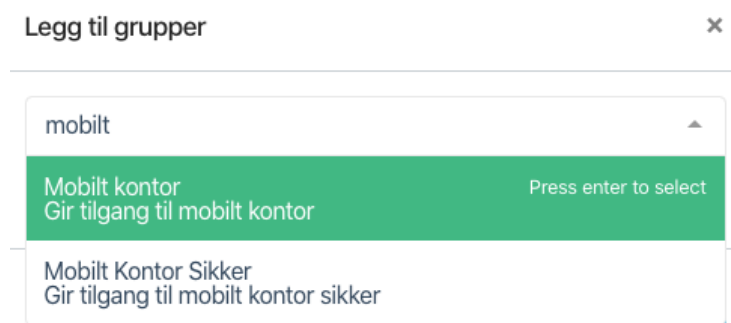 Legg til grupper ×
mobilt
Mobilt kontor Press enter to select
Gir tilgang til mobilt kontor
Mobilt Kontor Sikker
Gir tilgang til mobilt kontor sikker